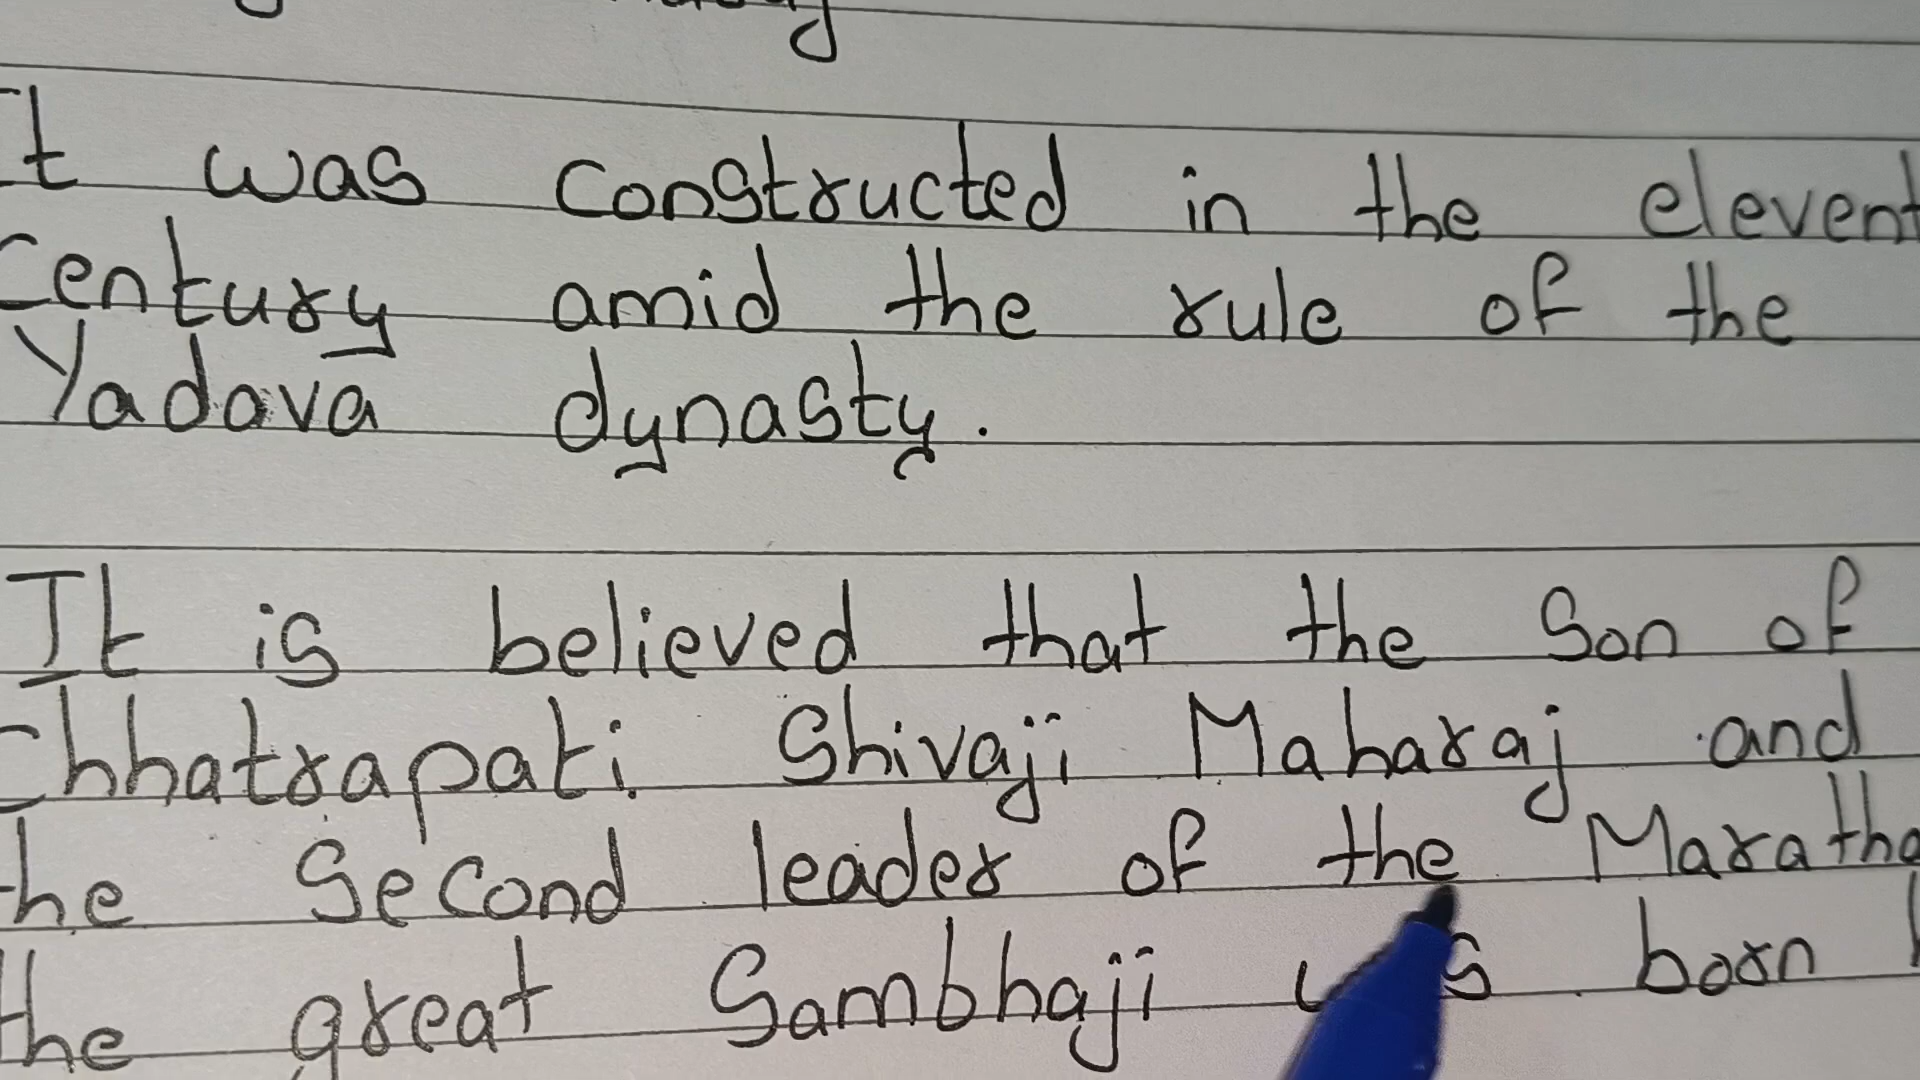 It was constructed in the elevent
century amid the rule of the
Yadava dynasty.
It is believed that the Son of
Chhatrapati Shivaji Maharaj and
the Second leader of the Maratha
the great Sambhaji born